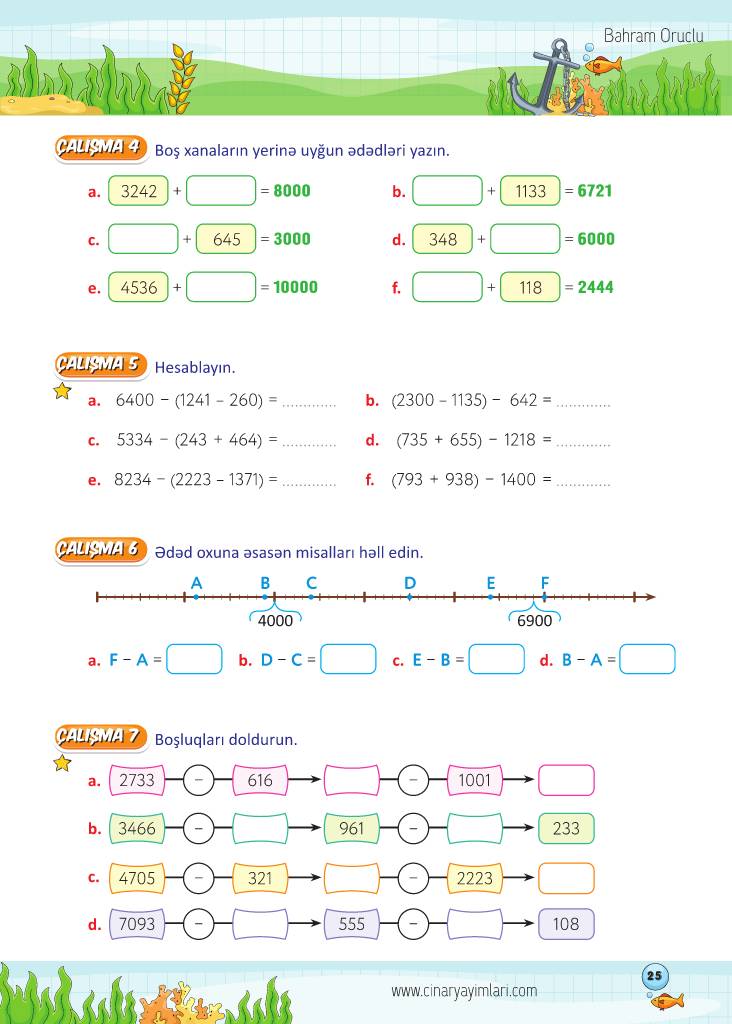 Bahram Oruclu
ÇALIŞMA 4 Boş xanaların yerinə uyğun ədədləri yazın.
a. 3242 + = 8000 b. + 1133 = 6721
c. + 645 = 3000 d. 348 + = 6000
e. 4536 + = 10000 f. + 118 = 2444
ÇALIŞMA 5 Hesablayın.
a. 6400 – (1241 – 260) = ............ b. (2300 – 1135) – 642 = ............
c. 5334 – (243 + 464) = ............ d. (735 + 655) – 1218 = ............
e. 8234 – (2223 – 1371) = ............ f. (793 + 938) – 1400 = ............
ÇALIŞMA 6 Ədəd oxuna əsasən misalları həll edin.
A B C D E F
4000 6900
a. F – A = b. D – C = c. E – B = d. B – A =
ÇALIŞMA 7 Boşluqları doldurun.
a. 2733 – 616 – 1001
b. 3466 – 961 – 233
c. 4705 – 321 – 2223
d. 7093 – 555 – 108
25
www.cinaryayimlari.com